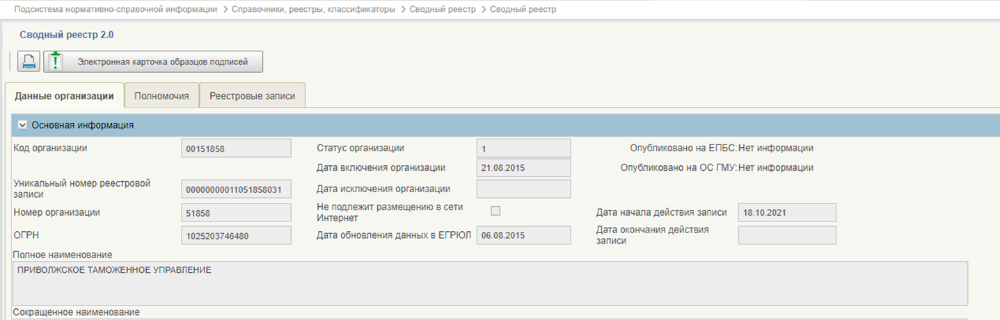 Подсистема нормативно-справочной информации > Справочники, реестры, классификаторы > Сводный реестр > Сводный реестр
Сводный реестр 2.0
Электронная карточка образцов подписей
Данные организации Полномочия Реестровые записи
Основная информация
Код организации 00151858 Статус организации 1 Опубликовано на ЕПБС: Нет информации
Дата включения организации 21.08.2015 Опубликовано на ОС ГМУ: Нет информации
Уникальный номер реестровой
записи 00000000011051858031 Дата исключения организации
Номер организации 51858 Не подлежит размещению в сети
Интернет Дата начала действия записи 18.10.2021
ОГРН 1025203746480 Дата обновления данных в ЕГРЮЛ 06.08.2015 Дата окончания действия
записи
Полное наименование
ПРИВОЛЖСКОЕ ТАМОЖЕННОЕ УПРАВЛЕНИЕ
Сокращенное наименование